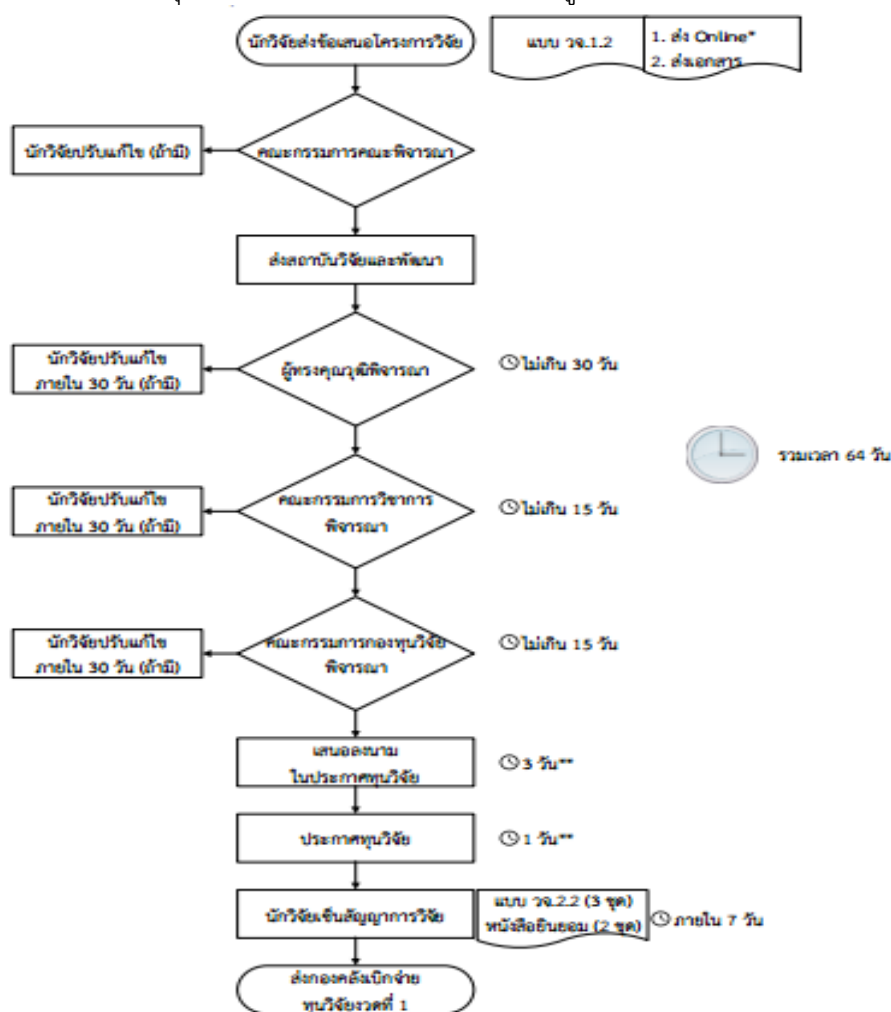 นักวิจัยส่งข้อเสนอโครงการวิจัย
แบบ วจ.1.2
1. ส่ง Online*
2. ส่งเอกสาร
คณะกรรมการคณะพิจารณา
นักวิจัยปรับแก้ไข (ถ้ามี)
ส่งสถาบันวิจัยและพัฒนา
ผู้ทรงคุณวุฒิพิจารณา
นักวิจัยปรับแก้ไข
ภายใน 30 วัน (ถ้ามี)
ไม่เกิน 30 วัน
รวมเวลา 64 วัน
คณะกรรมการวิชาการ
พิจารณา
นักวิจัยปรับแก้ไข
ภายใน 30 วัน (ถ้ามี)
ไม่เกิน 15 วัน
คณะกรรมการกองทุนวิจัย
พิจารณา
นักวิจัยปรับแก้ไข
ภายใน 30 วัน (ถ้ามี)
ไม่เกิน 15 วัน
เสนอลงนาม
ในประกาศทุนวิจัย
3 วัน**
ประกาศทุนวิจัย
1 วัน**
นักวิจัยเซ็นสัญญาการวิจัย
แบบ วจ.2.2 (3 ชุด)
หนังสือยินยอม (2 ชุด)
ภายใน 7 วัน
ส่งกองคลังเบิกจ่าย
ทุนวิจัยงวดที่ 1